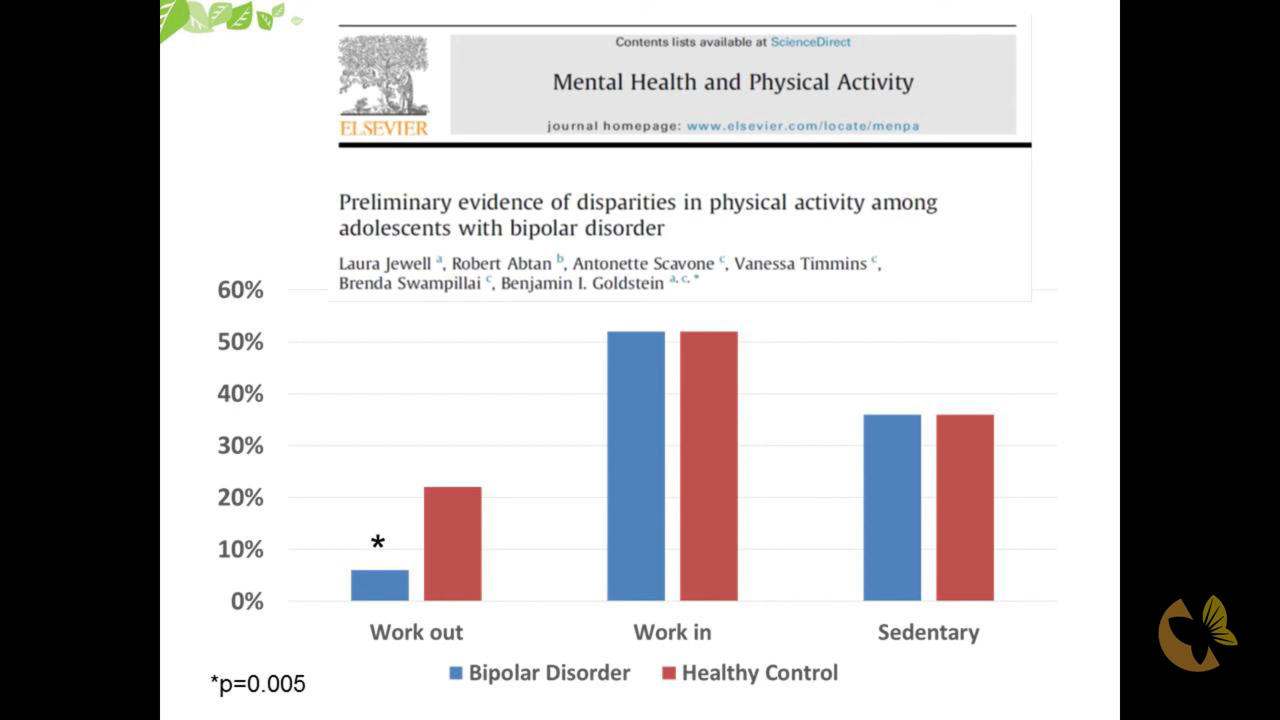 Contents lists available at ScienceDirect
Mental Health and Physical Activity
journal homepage: www.elsevier.com/locate/menpa
ELSEVIER
Preliminary evidence of disparities in physical activity among
adolescents with bipolar disorder
Laura Jewell a, Robert Abtan b, Antonette Scavone c, Vanessa Timmins c,
Brenda Swampillai c, Benjamin I. Goldstein a, c, *
60%
50%
40%
30%
20%
10%
0%
*
Work out
Work in
Sedentary
Bipolar Disorder
Healthy Control
*p=0.005